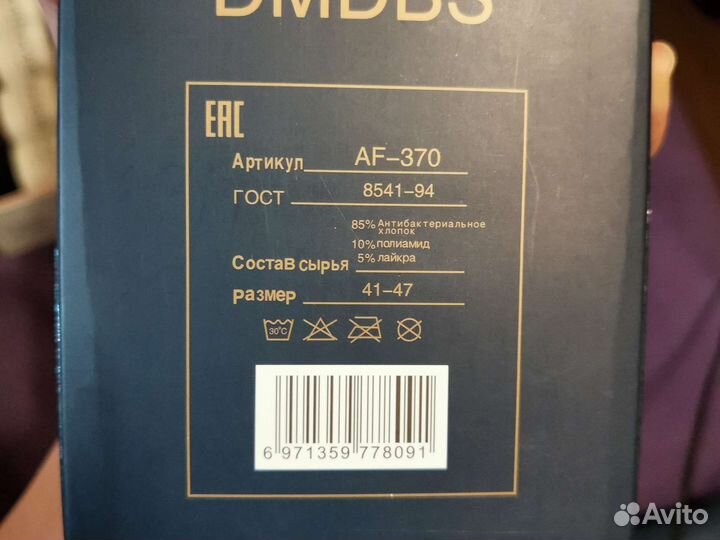 DMDBS
EAC
Артикул AF-370
ГОСТ 8541-94
85% Антибактериальное
хлопок
10% полиамид
Состав сырья 5% лайкра
размер 41-47
30°C
6 971359 778091
Avito